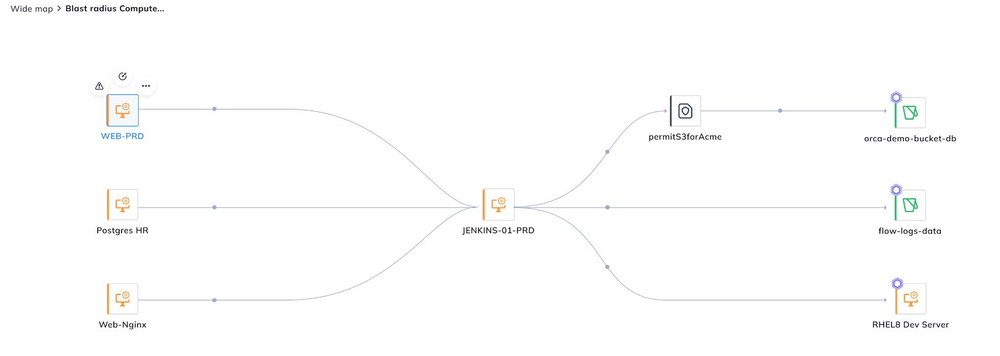 Wide map > Blast radius Compute...
WEB-PRD
permitS3forAcme
orca-demo-bucket-db
Postgres HR
JENKINS-01-PRD
flow-logs-data
Web-Nginx
RHEL8 Dev Server